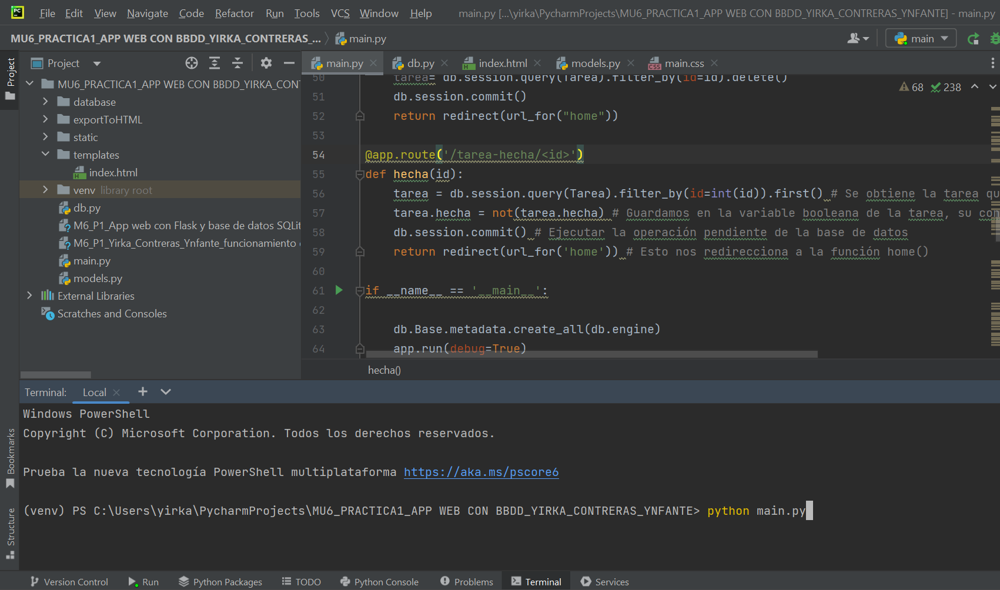 PC File Edit View Navigate Code Refactor Run Tools VCS Window Help main.py [...\yirka\PycharmProjects\MU6_PRACTICA1_APP WEB CON BBDD_YIRKA_CONTRERAS_YNFANTE] - main.py
MU6_PRACTICA1_APP WEB CON BBDD_YIRKA_CONTRERAS_... main.py main
Project
Project
main.py db.py index.html models.py main.css
MU6_PRACTICA1_APP WEB CON BBDD_YIRKA_CON
database
exportToHTML
static
templates
index.html
venv library root
db.py
M6_P1_App web con Flask y base de datos SQLit
M6_P1_Yirka_Contreras_Ynfante_funcionamiento
main.py
models.py
External Libraries
Scratches and Consoles
68 238
50 tarea= db.session.query(Tarea).filter_by(id=id).delete()
51 db.session.commit()
52 return redirect(url_for("home"))
53
54 @app.route('/tarea-hecha/<id>')
55 def hecha(id):
56 tarea = db.session.query(Tarea).filter_by(id=int(id)).first() # Se obtiene la tarea qu
57 tarea.hecha = not(tarea.hecha) # Guardamos en la variable booleana de la tarea, su con
58 db.session.commit() # Ejecutar la operación pendiente de la base de datos
59 return redirect(url_for('home')) # Esto nos redirecciona a la función home()
60
61 if __name__ == '__main__':
62
63 db.Base.metadata.create_all(db.engine)
64 app.run(debug=True)
hecha()
Terminal: Local
Windows PowerShell
Copyright (C) Microsoft Corporation. Todos los derechos reservados.
Prueba la nueva tecnología PowerShell multiplataforma https://aka.ms/pscore6
(venv) PS C:\Users\yirka\PycharmProjects\MU6_PRACTICA1_APP WEB CON BBDD_YIRKA_CONTRERAS_YNFANTE> python main.py
Bookmarks
Structure
Version Control Run Python Packages TODO Python Console Problems Terminal Services